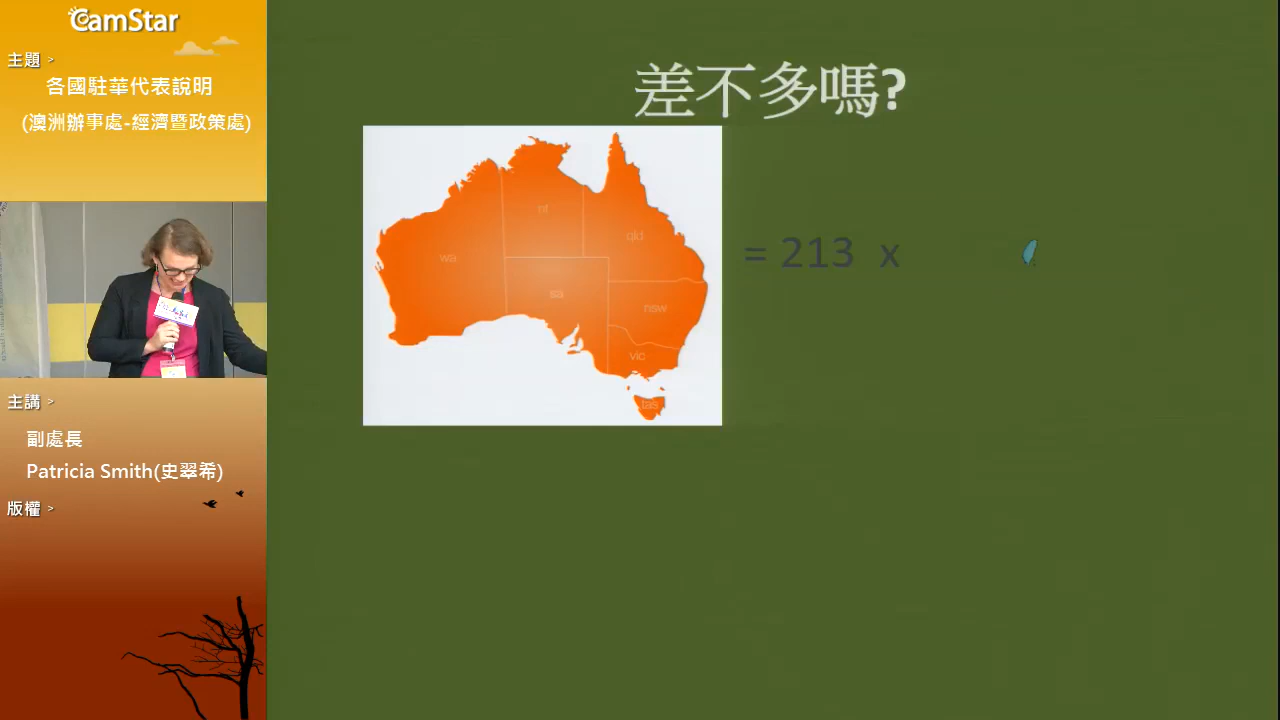 CamStar
主題 >
各國駐華代表說明
(澳洲辦事處-經濟暨政策處)
主講 >
副處長
Patricia Smith(史翠希)
版權 >
差不多嗎?
wa
nt
qld
sa
nsw
vic
tas
= 213 x